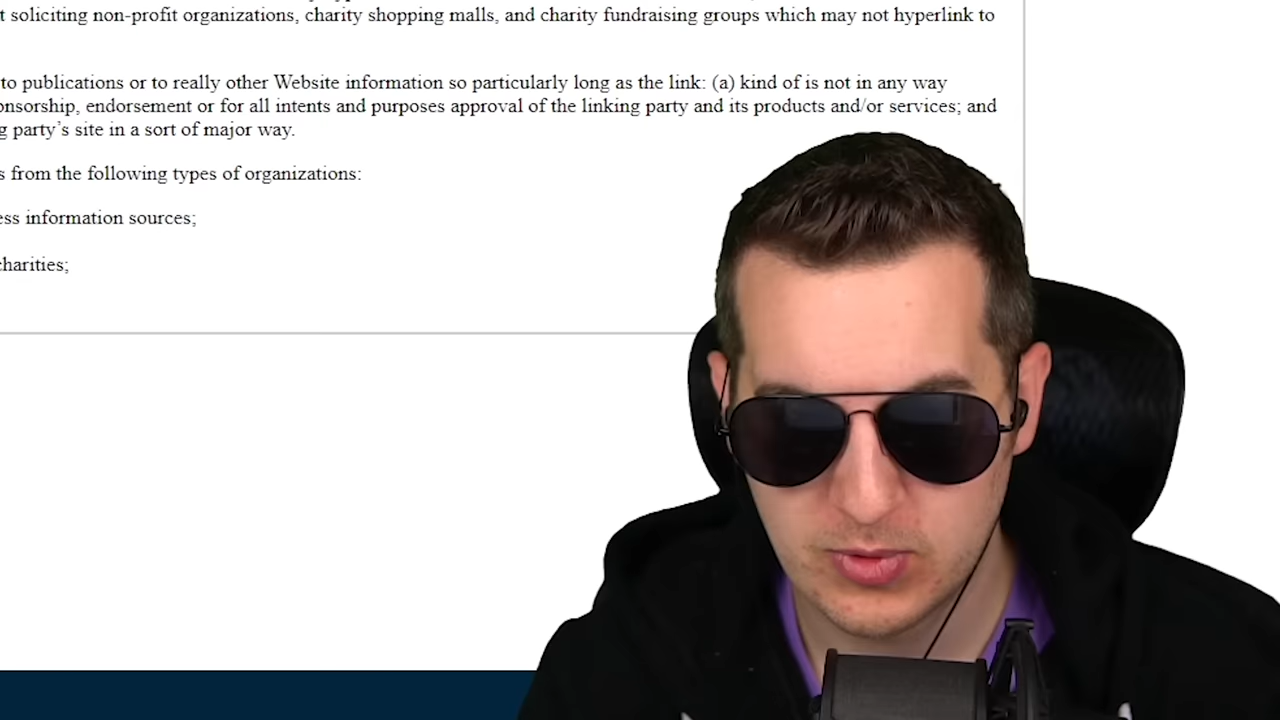 t soliciting non-profit organizations, charity shopping malls, and charity fundraising groups which may not hyperlink to
to publications or to really other Website information so particularly long as the link: (a) kind of is not in any way
onsorship, endorsement or for all intents and purposes approval of the linking party and its products and/or services; and
g party's site in a sort of major way.
s from the following types of organizations:
ess information sources;
charities;